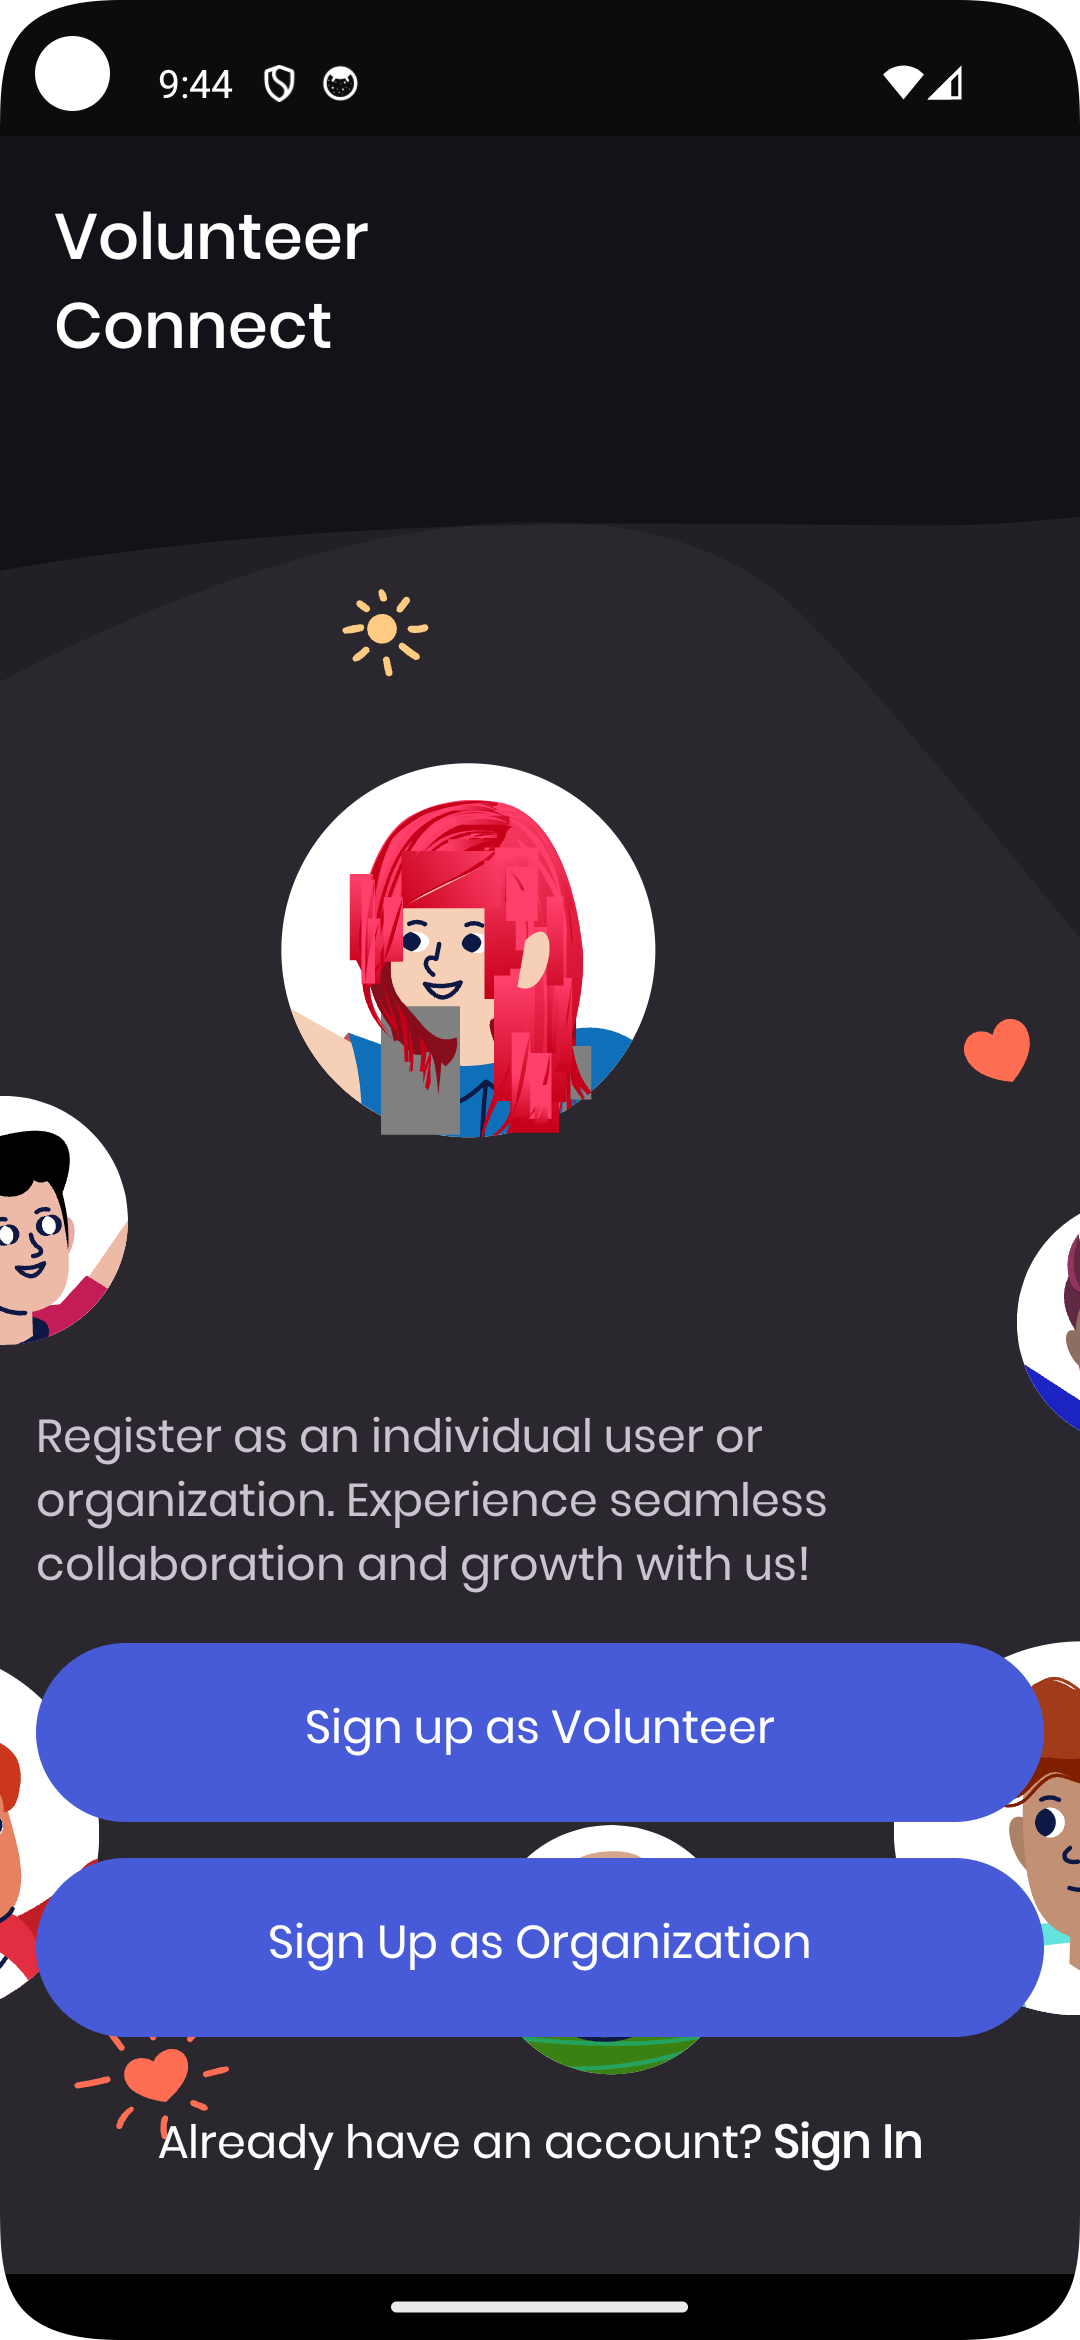 9:44
Volunteer
Connect
Register as an individual user or
organization. Experience seamless
collaboration and growth with us!
Sign up as Volunteer
Sign Up as Organization
Already have an account? Sign In